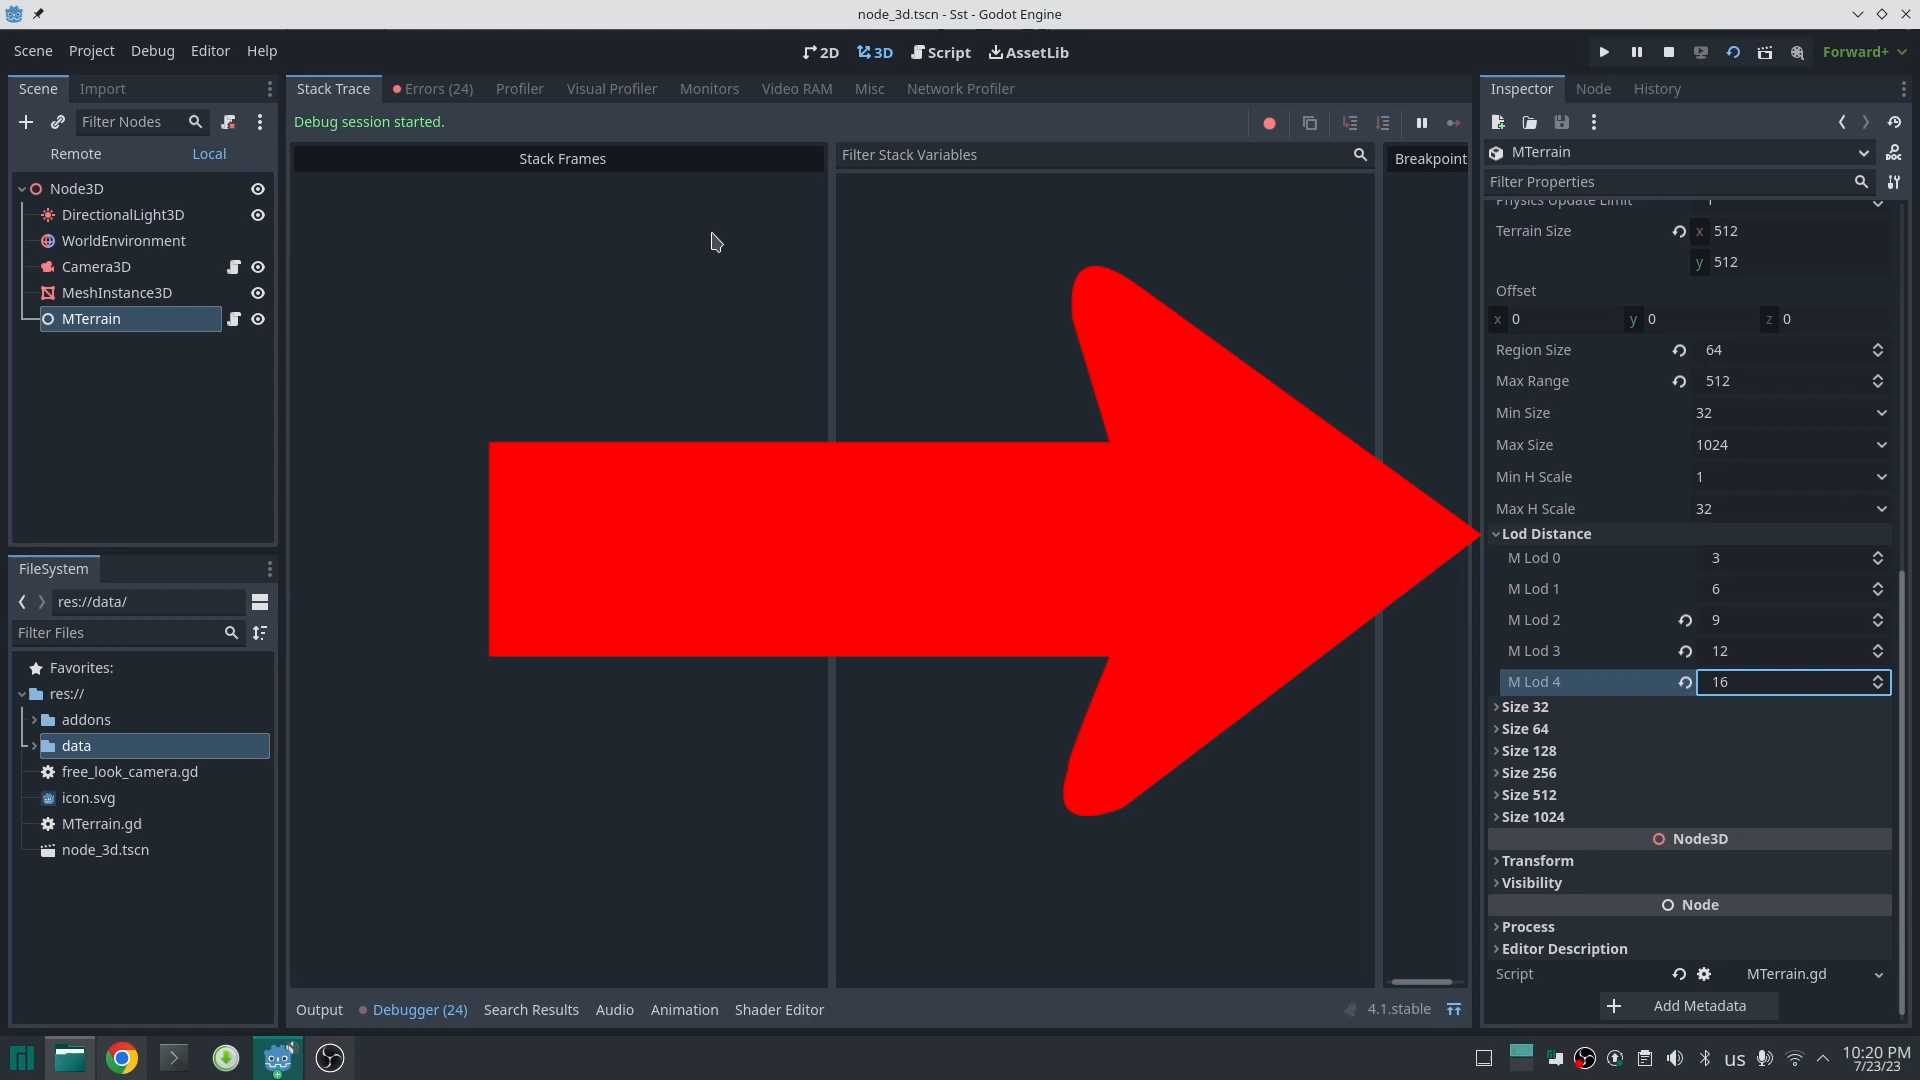 node_3d.tscn - Sst - Godot Engine
Scene Project Debug Editor Help
2D 3D Script AssetLib
Forward+
Scene Import
Filter Nodes
Remote Local
Node3D
DirectionalLight3D
WorldEnvironment
Camera3D
MeshInstance3D
MTerrain
FileSystem
res://data/
Filter Files
Favorites:
res://
addons
data
free_look_camera.gd
icon.svg
MTerrain.gd
node_3d.tscn
Stack Trace Errors (24) Profiler Visual Profiler Monitors Video RAM Misc Network Profiler
Debug session started.
Stack Frames
Filter Stack Variables
Breakpoint
Output Debugger (24) Search Results Audio Animation Shader Editor
4.1.stable
Inspector Node History
MTerrain
Filter Properties
Physics Update Limit 1
Terrain Size x 512
y 512
Offset
x 0 y 0 z 0
Region Size 64
Max Range 512
Min Size 32
Max Size 1024
Min H Scale 1
Max H Scale 32
Lod Distance
M Lod 0 3
M Lod 1 6
M Lod 2 9
M Lod 3 12
M Lod 4 16
Size 32
Size 64
Size 128
Size 256
Size 512
Size 1024
Node3D
Transform
Visibility
Node
Process
Editor Description
Script MTerrain.gd
Add Metadata
us
10:20 PM
7/23/23